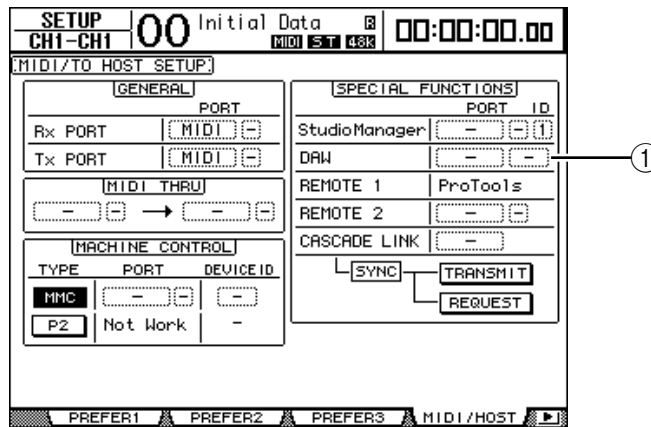 SETUP
CH1-CH1
00 Initial Data R
MIDI ST 48K
00:00:00.00
MIDI/TO HOST SETUP
GENERAL
PORT
Rx PORT MIDI -
Tx PORT MIDI -
MIDI THRU
- - → - -
MACHINE CONTROL
TYPE PORT DEVICE ID
MMC - - -
P2 Not Work -
SPECIAL FUNCTIONS
PORT ID
StudioManager - - 1
DAW - -
REMOTE 1 ProTools
REMOTE 2 - -
CASCADE LINK -
SYNC TRANSMIT
REQUEST
1
PREFER1 PREFER2 PREFER3 MIDI/HOST